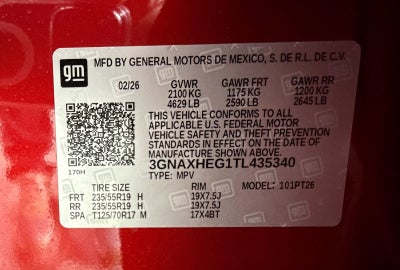 gm
MFD BY GENERAL MOTORS DE MEXICO, S. DE R.L. DE C.V.
02/26 GVWR GAWR FRT GAWR RR
2100 KG 1175 KG 1200 KG
4629 LB 2590 LB 2645 LB
THIS VEHICLE CONFORMS TO ALL
APPLICABLE U.S. FEDERAL MOTOR
VEHICLE SAFETY AND THEFT PREVENTION
STANDARDS IN EFFECT ON THE DATE OF
MANUFACTURE SHOWN ABOVE.
3GNAXHEG1TL435340
170H TYPE: MPV
TIRE SIZE RIM MODEL: 101PT26
FRT 235/55R19 H 19X7.5J
RR 235/55R19 H 19X7.5J
SPA T125/70R17 M 17X4BT